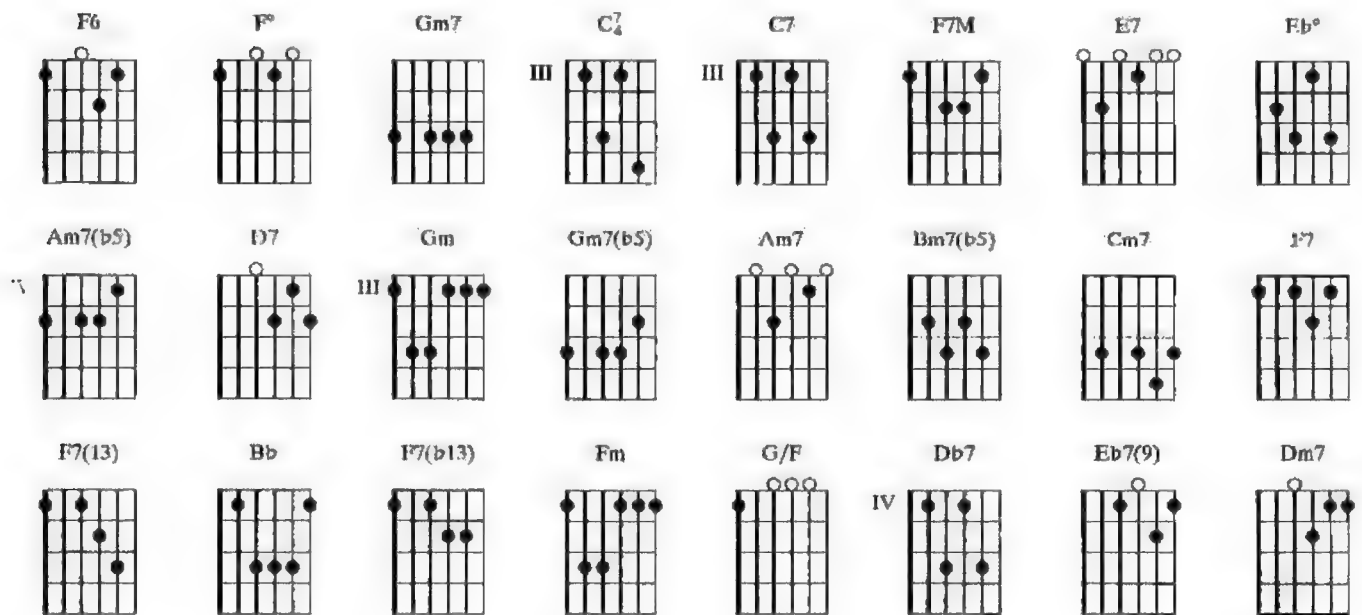 F6 F° Gm7 C7/4 C7 F7M E7 Eb°
III III
Am7(b5) D7 Gm Gm7(b5) Am7 Bm7(b5) Cm7 F7
III
F7(13) Bb F7(b13) Fm G/F Db7 Eb7(9) Dm7
IV